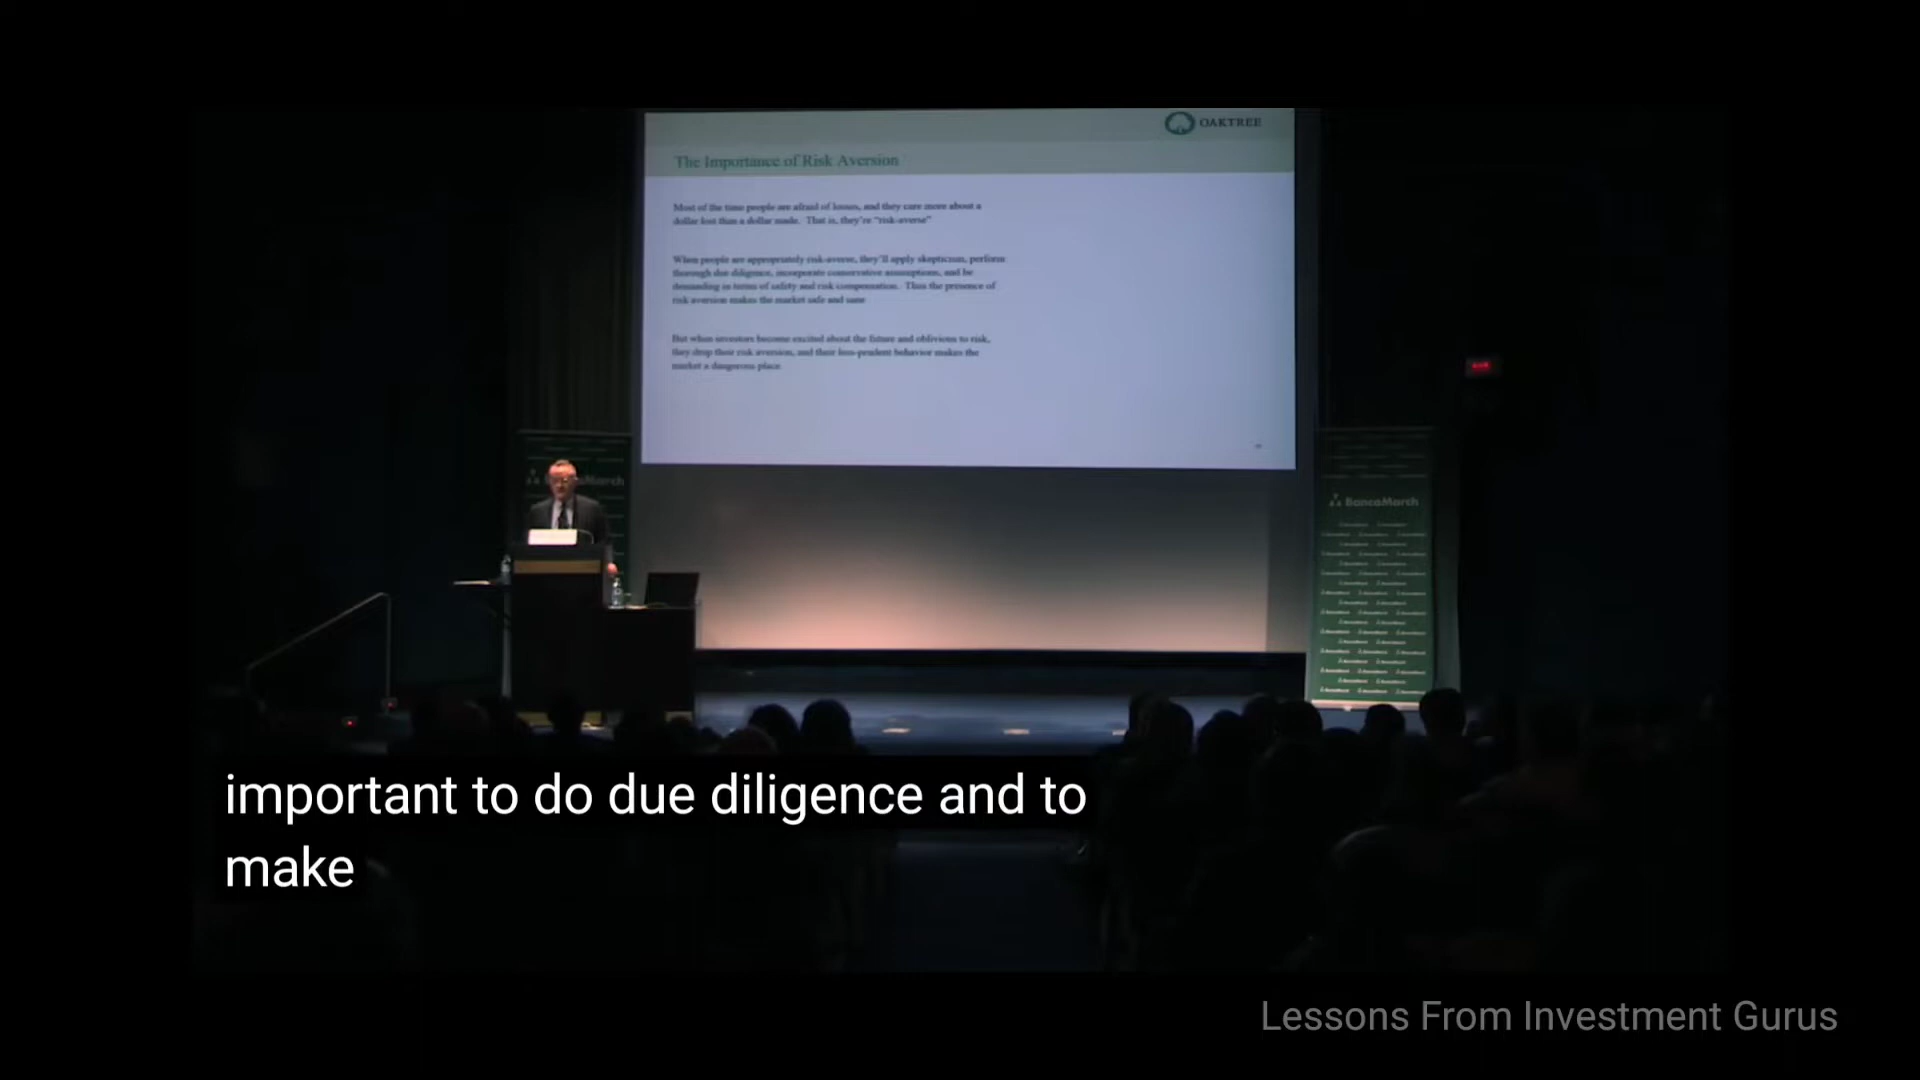 OAKTREE
The Importance of Risk Aversion
Most of the time people are afraid of losses, and they care more about a
dollar lost than a dollar made. That is, they're "risk-averse"
When people are appropriately risk-averse, they'll apply skepticism, perform
thorough due diligence, incorporate conservative assumptions, and be
demanding in terms of safety and risk compensation. Thus the presence of
risk aversion makes the market safe and sane
But when investors become excited about the future and oblivious to risk,
they drop their risk aversion, and their less-prudent behavior makes the
market a dangerous place
March
BancaMarch
important to do due diligence and to
make
Lessons From Investment Gurus